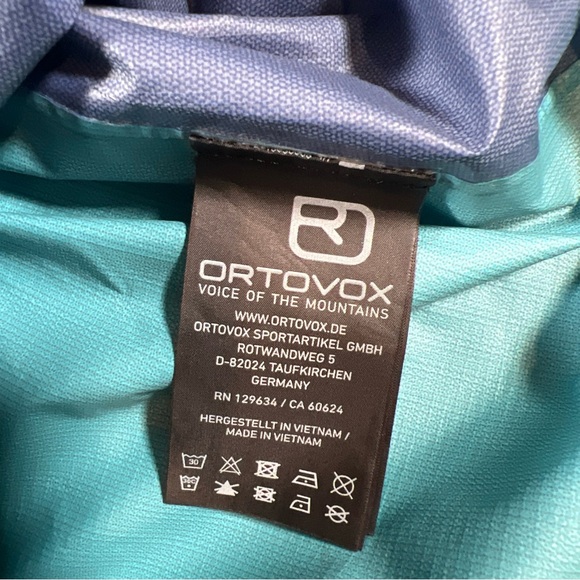 ORTOVOX
VOICE OF THE MOUNTAINS
WWW.ORTOVOX.DE
ORTOVOX SPORTARTIKEL GMBH
ROTWANDWEG 5
D-82024 TAUFKIRCHEN
GERMANY
RN 129634 / CA 60624
HERGESTELLT IN VIETNAM /
MADE IN VIETNAM
30